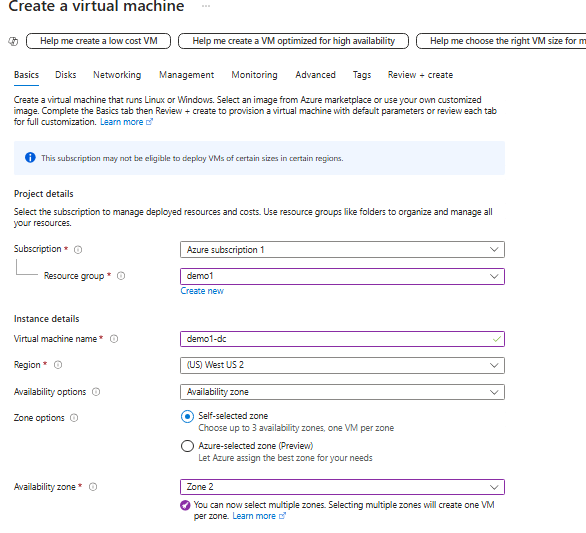 Create a virtual machine ...
Help me create a low cost VM
Help me create a VM optimized for high availability
Help me choose the right VM size for m
Basics Disks Networking Management Monitoring Advanced Tags Review + create
Create a virtual machine that runs Linux or Windows. Select an image from Azure marketplace or use your own customized
image. Complete the Basics tab then Review + create to provision a virtual machine with default parameters or review each tab
for full customization. Learn more
This subscription may not be eligible to deploy VMs of certain sizes in certain regions.
Project details
Select the subscription to manage deployed resources and costs. Use resource groups like folders to organize and manage all
your resources.
Subscription *
Azure subscription 1
Resource group *
demo1
Create new
Instance details
Virtual machine name *
demo1-dc
Region *
(US) West US 2
Availability options
Availability zone
Zone options
Self-selected zone
Choose up to 3 availability zones, one VM per zone
Azure-selected zone (Preview)
Let Azure assign the best zone for your needs
Availability zone *
Zone 2
You can now select multiple zones. Selecting multiple zones will create one VM
per zone. Learn more